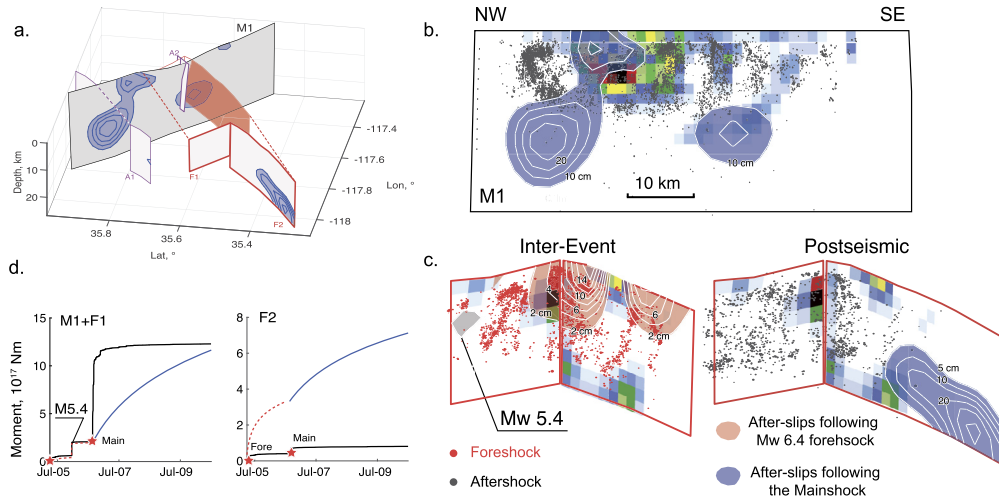 a.
M1
A2
0
10
20
Depth, km
A1
F1
F2
-117.4
-117.6
-117.8
-118
Lon, °
35.8
35.6
35.4
Lat, °
b.
NW
SE
20
10 cm
10 cm
10 km
M1
c.
Inter-Event
Postseismic
4
2 cm
14
10
6
2 cm
6
2 cm
Mw 5.4
5 cm
10
20
Foreshock
Aftershock
After-slips following
Mw 6.4 forehsock
After-slips following
the Mainshock
d.
Moment, 10¹⁷ Nm
15
10
5
0
M1+F1
M5.4
Main
Jul-05
Jul-07
Jul-09
8
6
4
2
0
F2
Fore
Main
Jul-05
Jul-07
Jul-09